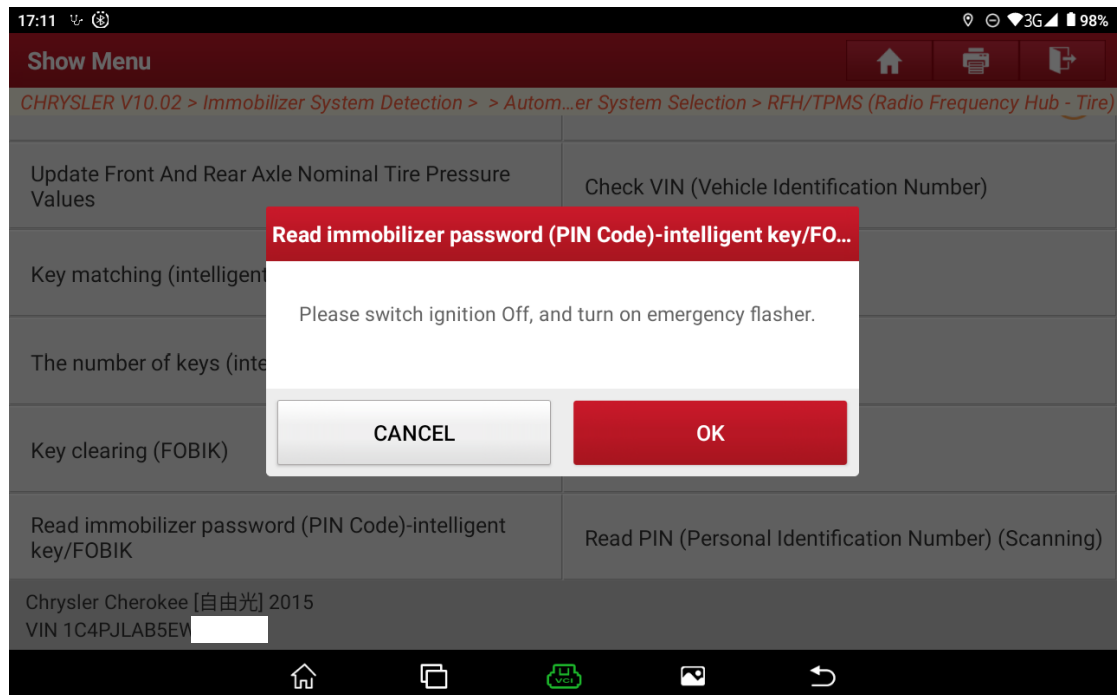 17:11 3G 98%
Show Menu
CHRYSLER V10.02 > Immobilizer System Detection > > Autom...er System Selection > RFH/TPMS (Radio Frequency Hub - Tire)
Update Front And Rear Axle Nominal Tire Pressure
Values
Check VIN (Vehicle Identification Number)
Read immobilizer password (PIN Code)-intelligent key/FO...
Key matching (intelligent
Please switch ignition Off, and turn on emergency flasher.
The number of keys (inte
CANCEL
OK
Key clearing (FOBIK)
Read immobilizer password (PIN Code)-intelligent
key/FOBIK
Read PIN (Personal Identification Number) (Scanning)
Chrysler Cherokee [自由光] 2015
VIN 1C4PJLAB5EW
VCI